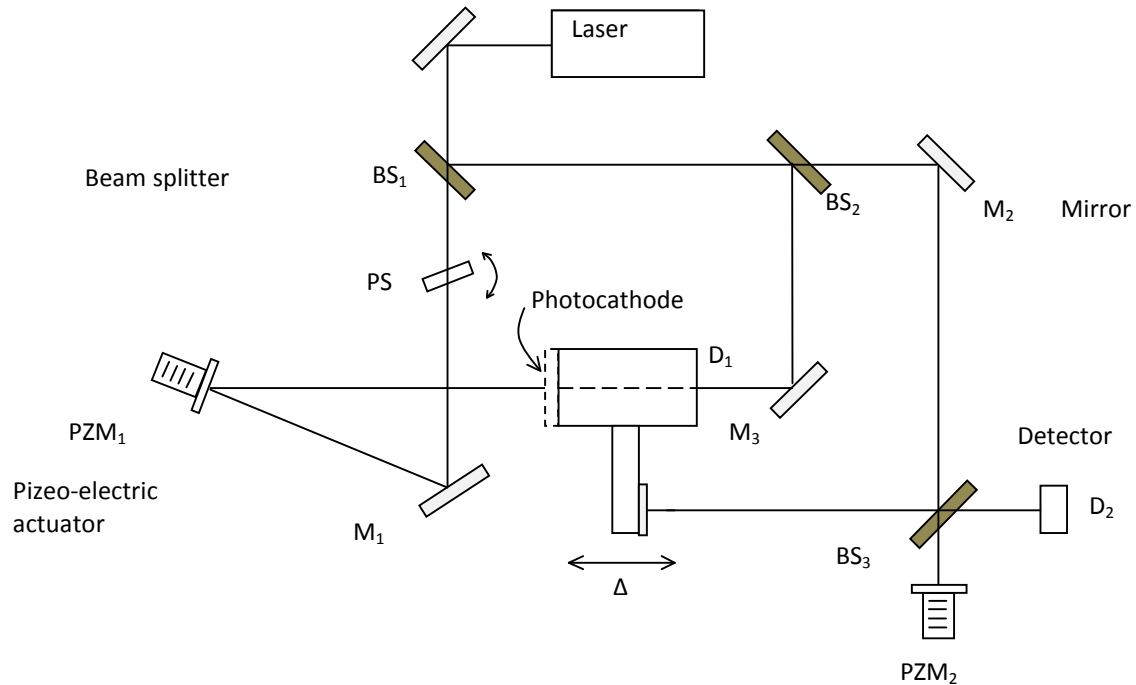 Laser
Beam splitter
BS₁
BS₂
M₂
Mirror
PS
Photocathode
D₁
PZM₁
M₃
Detector
Pizeo-electric
actuator
M₁
D₂
BS₃
Δ
PZM₂